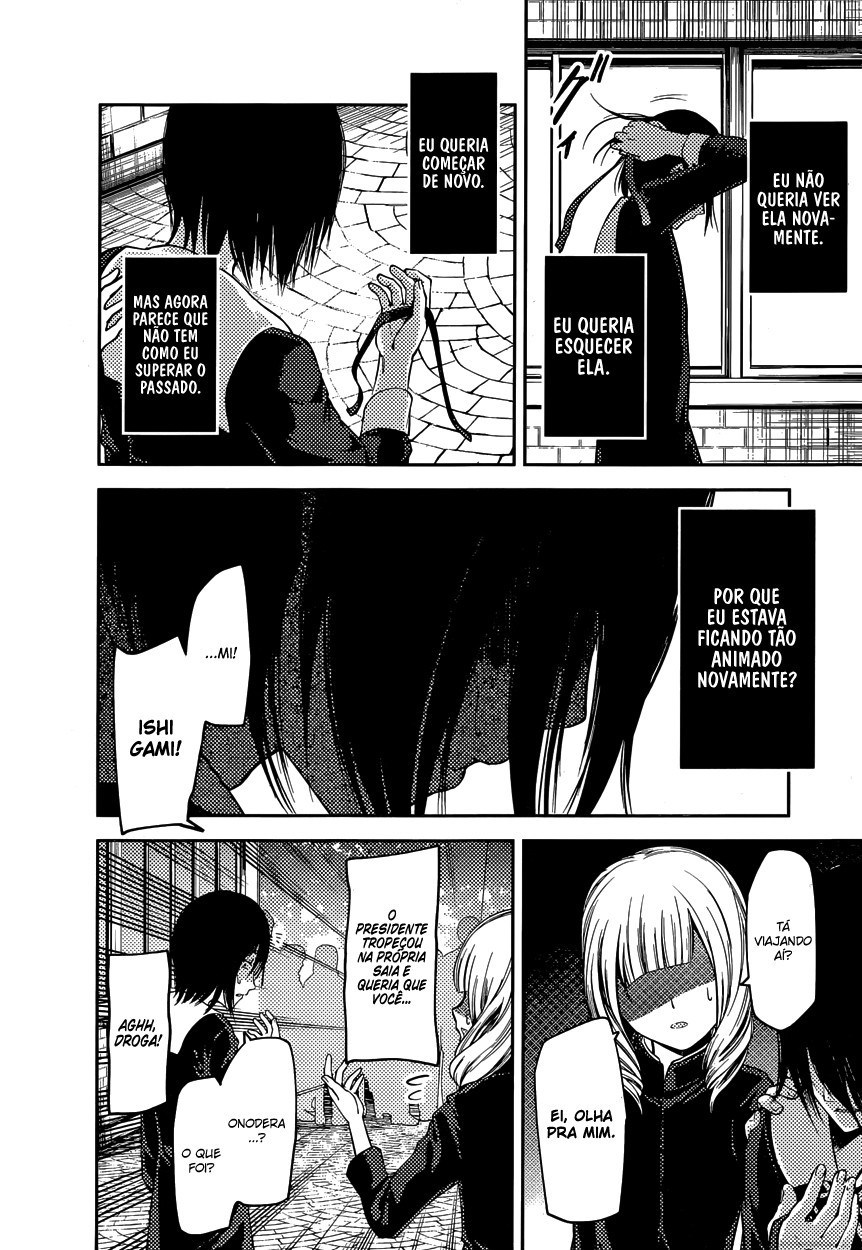 EU NÃO
QUERIA VER
ELA NOVA-
MENTE.
EU QUERIA
ESQUECER
ELA.
EU QUERIA
COMEÇAR
DE NOVO.
MAS AGORA
PARECE QUE
NÃO TEM
COMO EU
SUPERAR O
PASSADO.
POR QUE
EU ESTAVA
FICANDO TÃO
ANIMADO
NOVAMENTE?
...MI!
ISHI
GAMI!
TÁ
VIAJANDO
AÍ?
EI, OLHA
PRA MIM.
O
PRESIDENTE
TROPEÇOU
NA PRÓPRIA
SAIA E
QUERIA QUE
VOCÊ...
AGHH,
DROGA!
ONODERA
...?
O QUE
FOI?